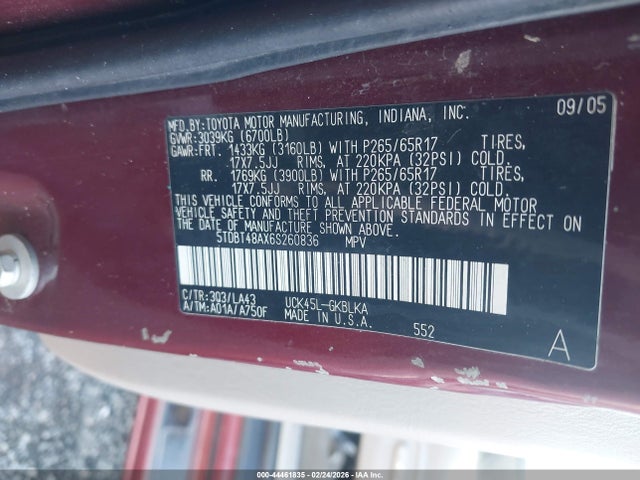 MFD.BY:TOYOTA MOTOR MANUFACTURING, INDIANA, INC. 09/05
GVWR:3039KG (6700LB)
GAWR:FRT. 1433KG (3160LB) WITH P265/65R17 TIRES,
17X7.5JJ RIMS, AT 220KPA (32PSI) COLD.
RR. 1769KG (3900LB) WITH P265/65R17 TIRES,
17X7.5JJ RIMS, AT 220KPA (32PSI) COLD.
THIS VEHICLE CONFORMS TO ALL APPLICABLE FEDERAL MOTOR
VEHICLE SAFETY AND THEFT PREVENTION STANDARDS IN EFFECT ON
THE DATE OF MANUFACTURE SHOWN ABOVE.
5TDBT48AX6S260836 MPV
C/TR:3Q3/LA43 UCK45L-GKBLKA
A/TM:A01A/A750F MADE IN U.S.A. 552 A
000-44461835 - 02/24/2026 - IAAI.COM